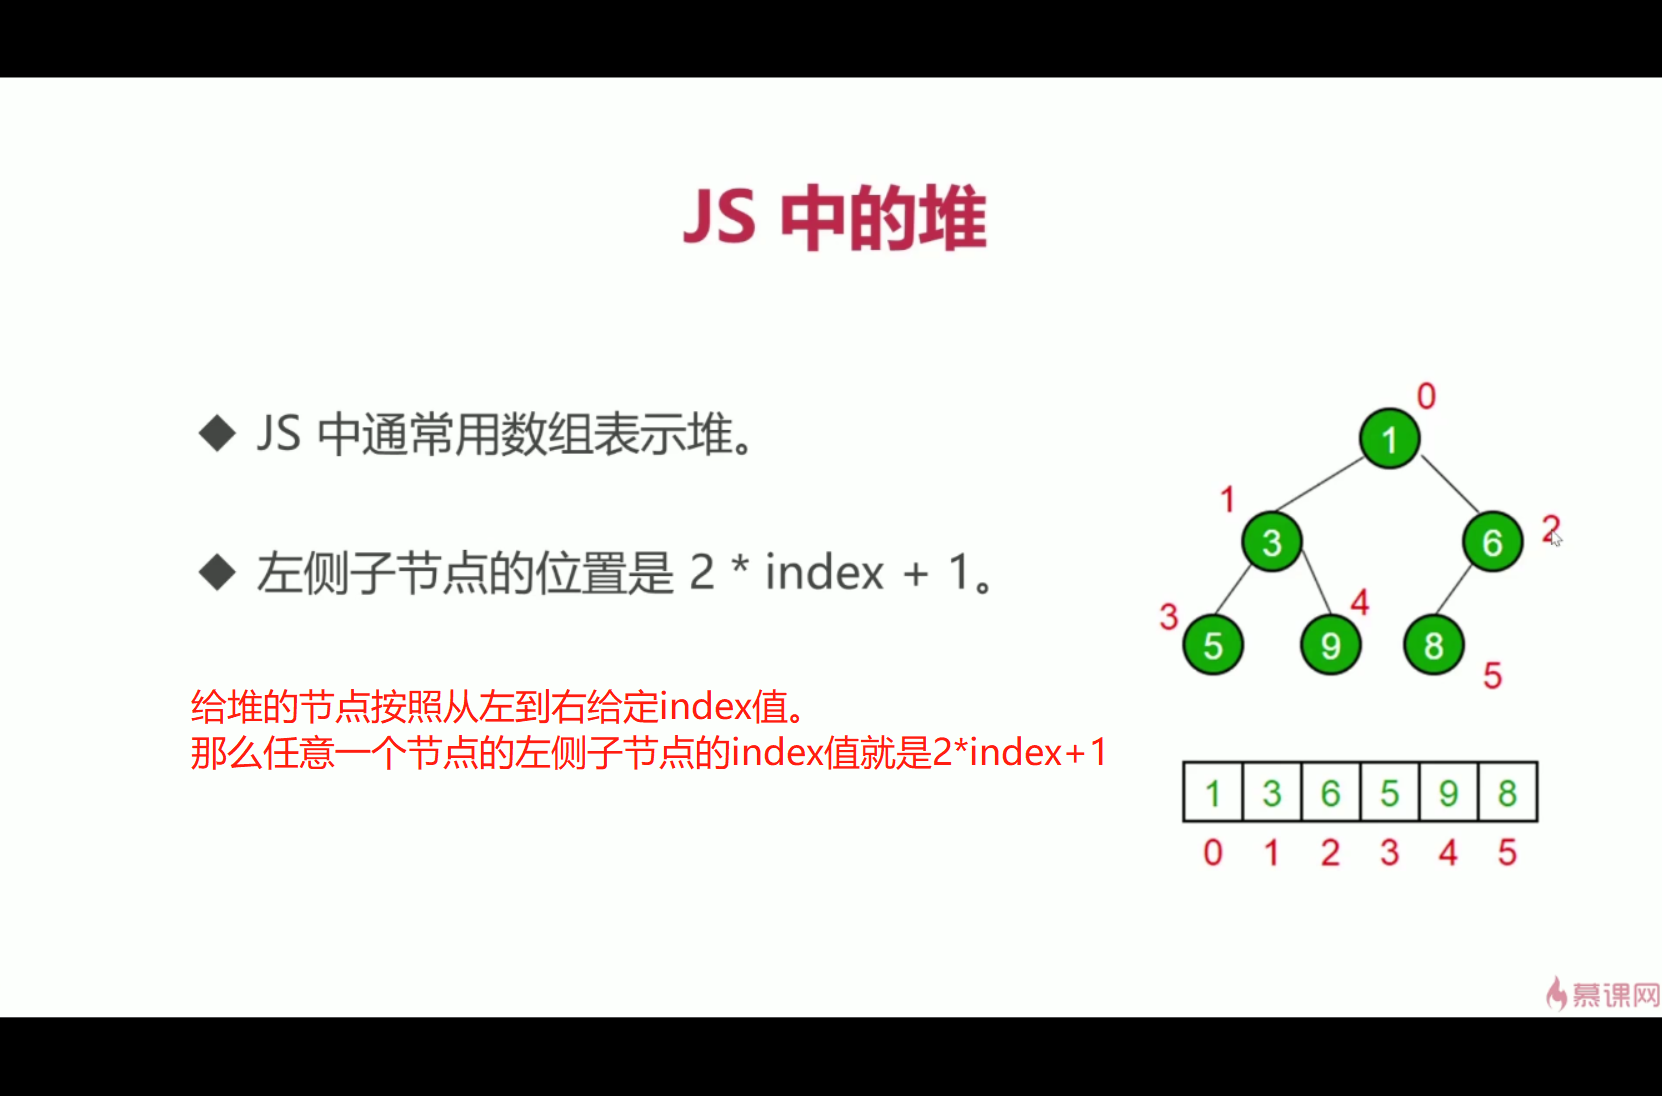 JS 中的堆
◆ JS 中通常用数组表示堆。
◆ 左侧子节点的位置是 2 * index + 1。
给堆的节点按照从左到右给定index值。
那么任意一个节点的左侧子节点的index值就是2*index+1
0
1
1
3
6
2
3
5
9
4
8
5
1 3 6 5 9 8
0 1 2 3 4 5
慕课网